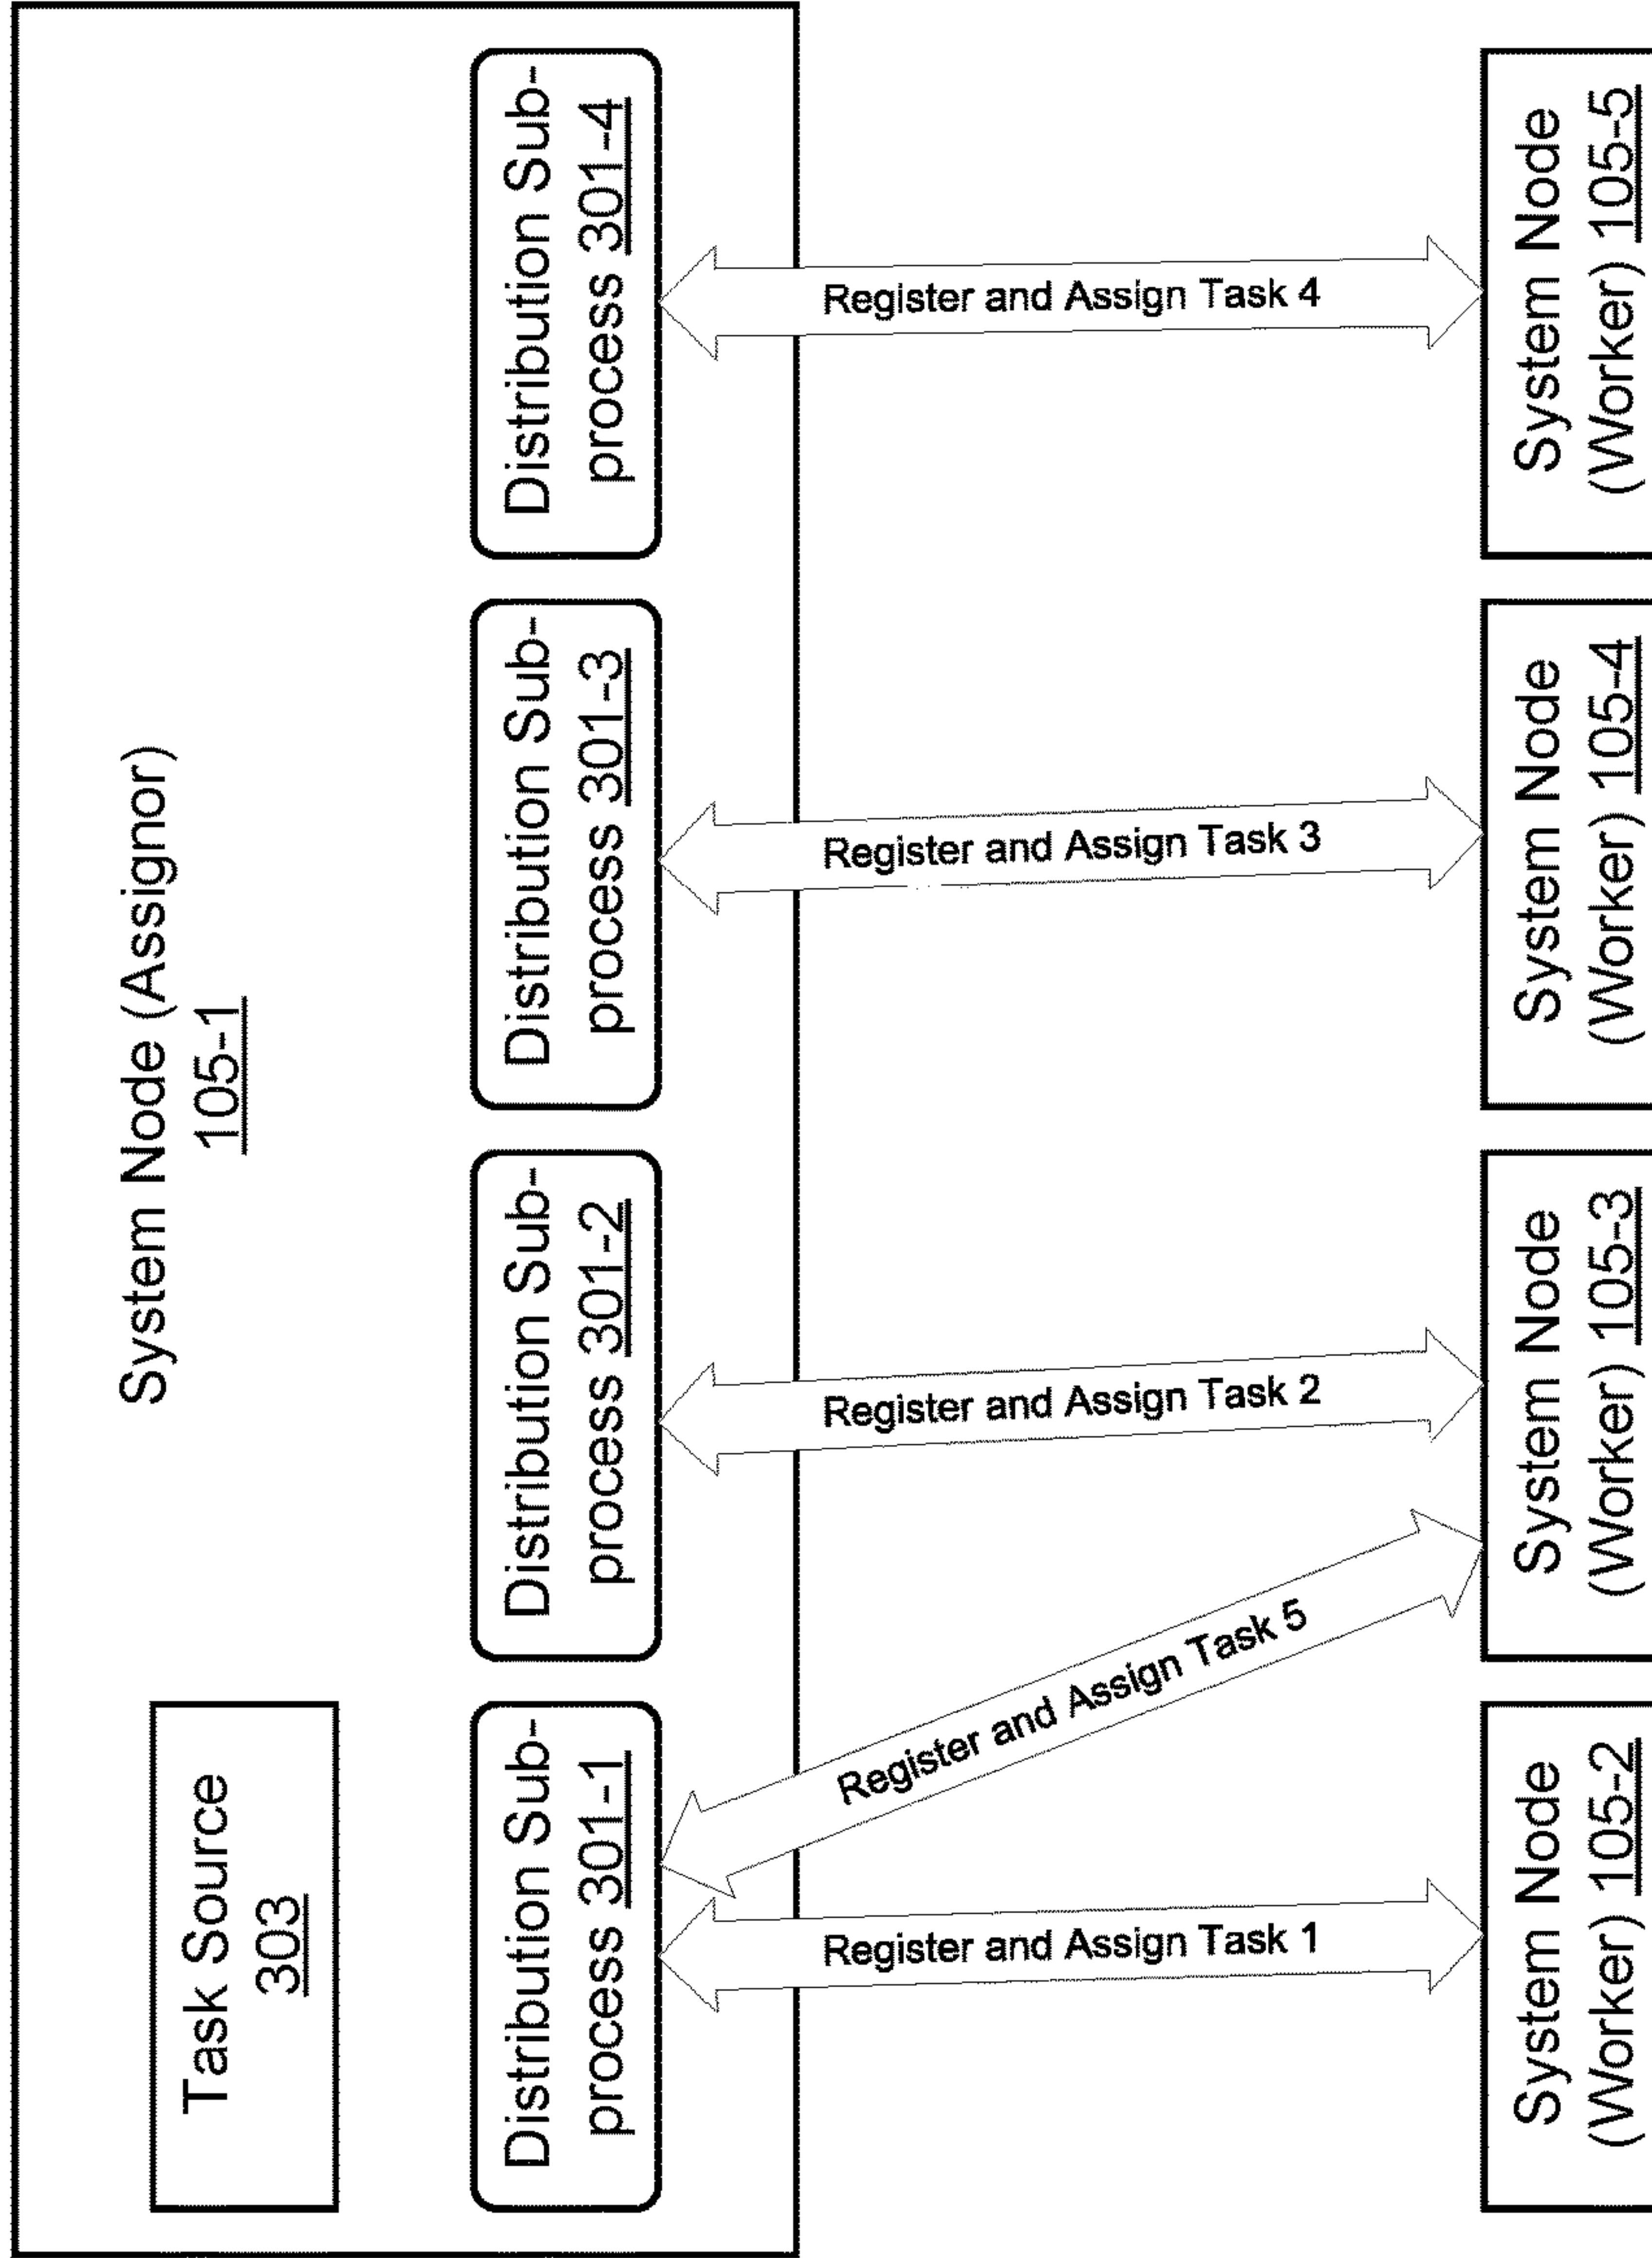 System Node (Assignor)
105-1
Task Source
303
Distribution Sub-
process 301-1
Distribution Sub-
process 301-2
Distribution Sub-
process 301-3
Distribution Sub-
process 301-4
Register and Assign Task 1
Register and Assign Task 5
Register and Assign Task 2
Register and Assign Task 3
Register and Assign Task 4
System Node
(Worker) 105-2
System Node
(Worker) 105-3
System Node
(Worker) 105-4
System Node
(Worker) 105-5